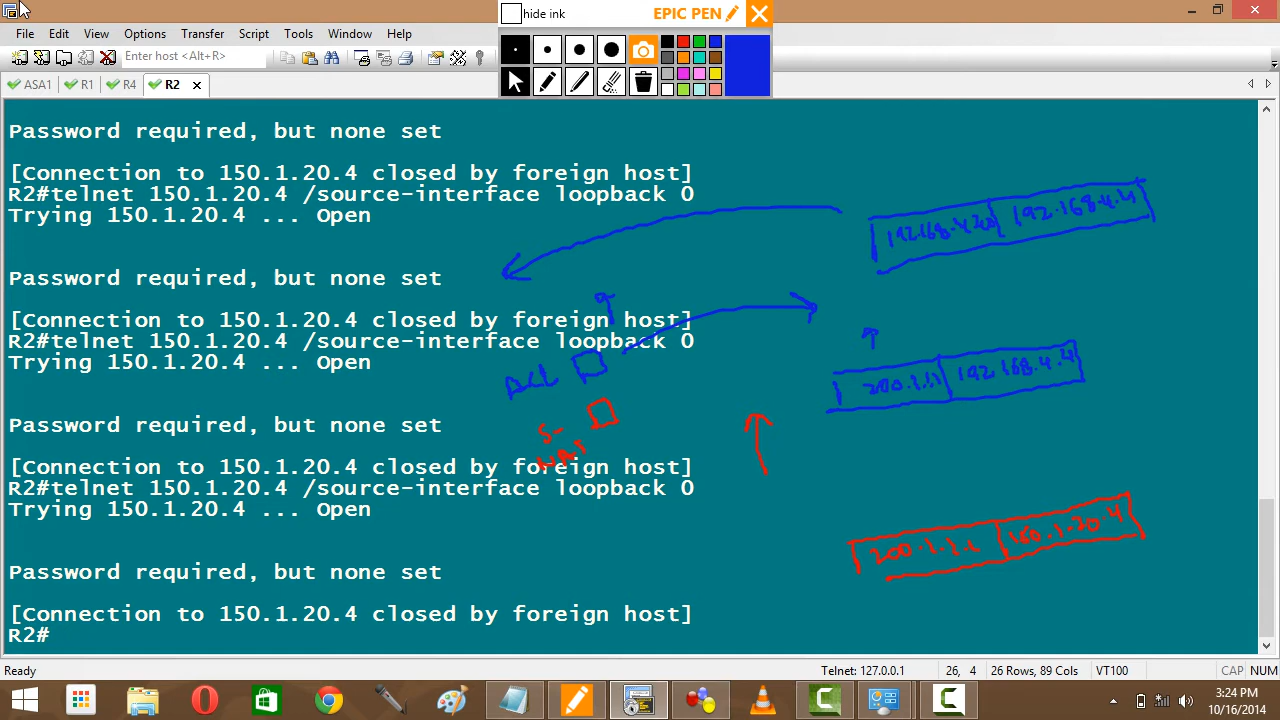 hide ink
EPIC PEN
File Edit View Options Transfer Script Tools Window Help
Enter host <Alt+R>
ASA1 R1 R4 R2
Password required, but none set
[Connection to 150.1.20.4 closed by foreign host]
R2#telnet 150.1.20.4 /source-interface loopback 0
Trying 150.1.20.4 ... Open
Password required, but none set
[Connection to 150.1.20.4 closed by foreign host]
R2#telnet 150.1.20.4 /source-interface loopback 0
Trying 150.1.20.4 ... Open
Password required, but none set
[Connection to 150.1.20.4 closed by foreign host]
R2#telnet 150.1.20.4 /source-interface loopback 0
Trying 150.1.20.4 ... Open
Password required, but none set
[Connection to 150.1.20.4 closed by foreign host]
R2#
192.168.4.4
ACL
200.1.1.1 192.168.4.4
S-
NAT
200.1.1.1 150.1.20.4
Ready
Telnet: 127.0.0.1 26, 4 26 Rows, 89 Cols VT100 CAP NUM
3:24 PM
10/16/2014